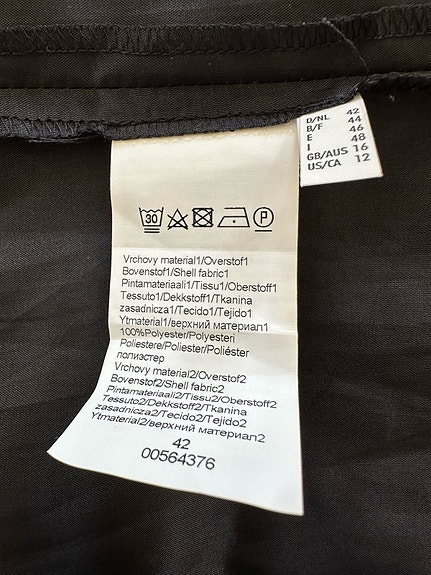 D/NL 42
B/F 44
E 46
I 48
GB/AUS 16
US/CA 12
30 P
Vrchovy material1/Overstof1
Bovenstof1/Shell fabric1
Pintamateriaali1/Tissu1/Oberstoff1
Tessuto1/Dekkstoff1/Tkanina
zasadnicza1/Tecido1/Tejido1
Ytmaterial1/верхний материал1
100%Polyester/Polyesteri
Poliestere/Poliester/Poliéster
полиэстер
Vrchovy material2/Overstof2
Bovenstof2/Shell fabric2
Pintamateriaali2/Tissu2/Oberstoff2
Tessuto2/Dekkstoff2/Tkanina
zasadnicza2/Tecido2/Tejido2
Ytmaterial2/верхний материал2
42
00564376